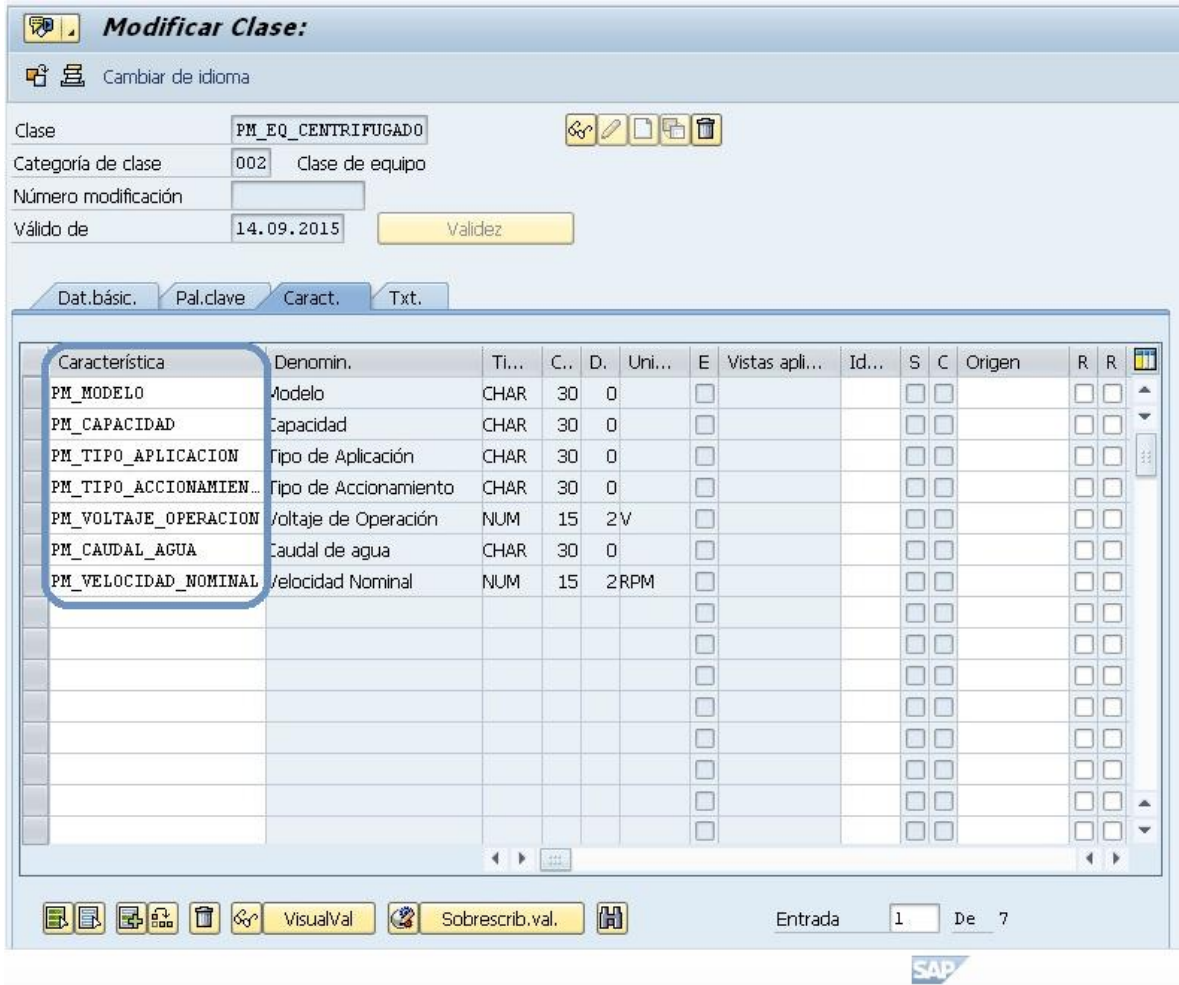 Modificar Clase:
Cambiar de idioma
Clase PM_EQ_CENTRIFUGADO
Categoría de clase 002 Clase de equipo
Número modificación
Válido de 14.09.2015 Validez
Dat.básic. Pal.clave Caract. Txt.
Característica Denomin. Ti... C.. D. Uni... E Vistas apli... Id... S C Origen R R
PM_MODELO Modelo CHAR 30 0
PM_CAPACIDAD Capacidad CHAR 30 0
PM_TIPO_APLICACION Tipo de Aplicación CHAR 30 0
PM_TIPO_ACCIONAMIEN… Tipo de Accionamiento CHAR 30 0
PM_VOLTAJE_OPERACION Voltaje de Operación NUM 15 2 V
PM_CAUDAL_AGUA Caudal de agua CHAR 30 0
PM_VELOCIDAD_NOMINAL Velocidad Nominal NUM 15 2 RPM
VisualVal Sobrescrib.val. Entrada 1 De 7
SAP